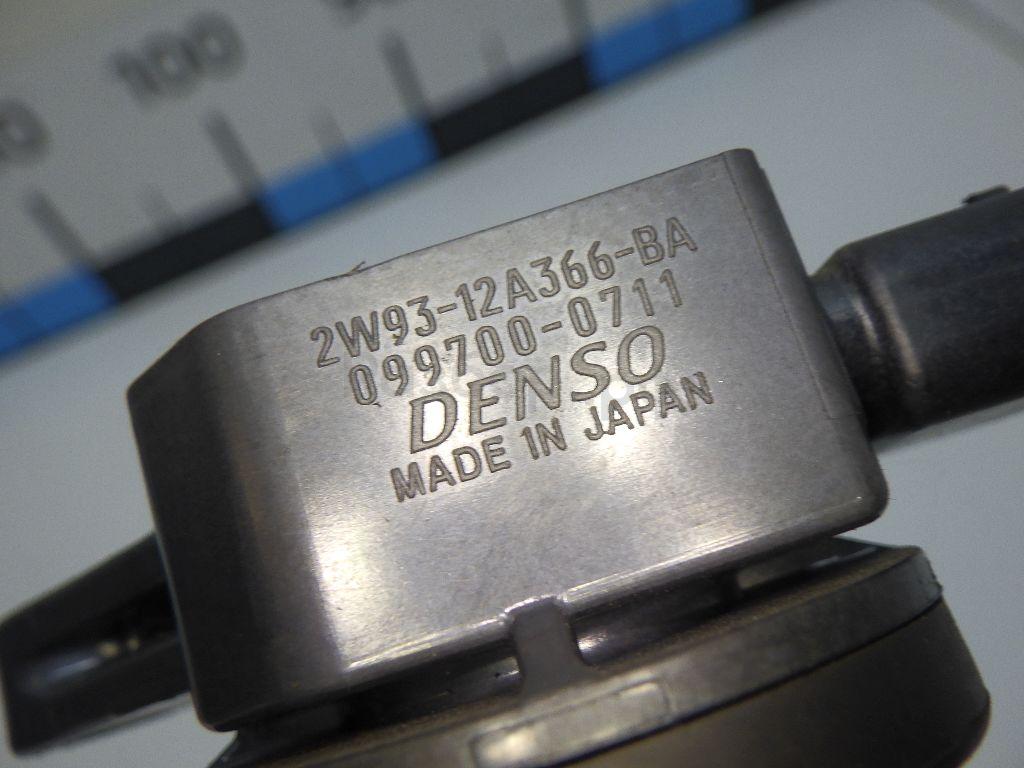 100
2W93-12A366-BA
099700-0711
DENSO
MADE IN JAPAN